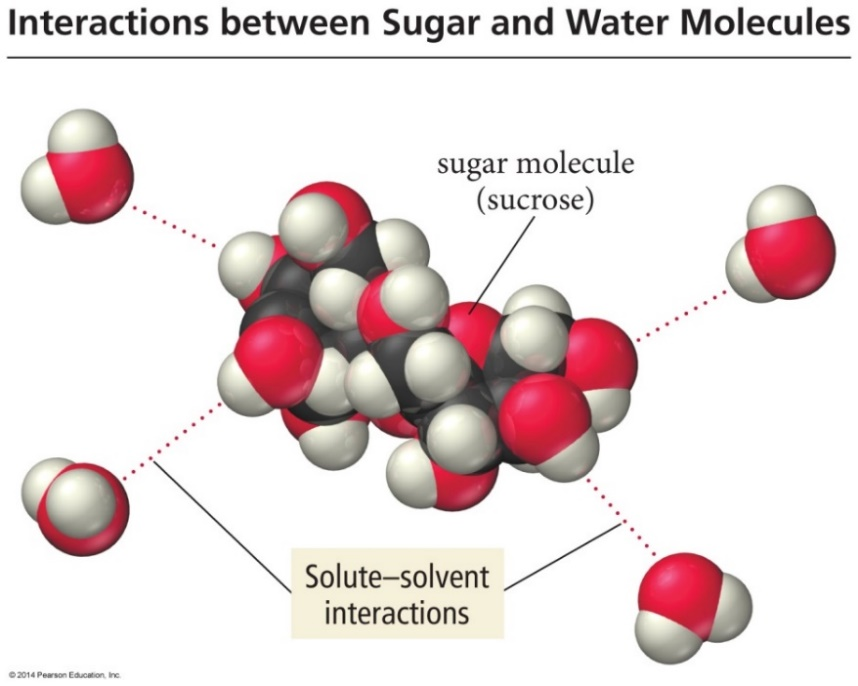 Interactions between Sugar and Water Molecules
sugar molecule
(sucrose)
Solute–solvent
interactions
© 2014 Pearson Education, Inc.